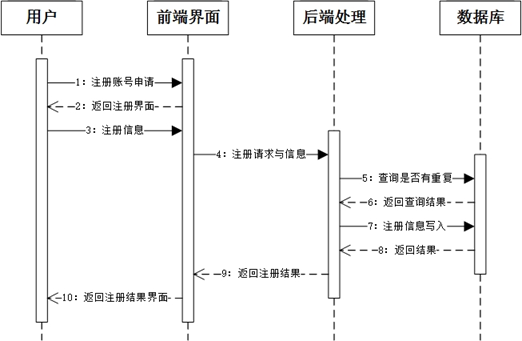 用户
前端界面
后端处理
数据库
1: 注册账号申请
2: 返回注册界面
3: 注册信息
4: 注册请求与信息
5: 查询是否有重复
6: 返回查询结果
7: 注册信息写入
8: 返回结果
9: 返回注册结果
10: 返回注册结果界面